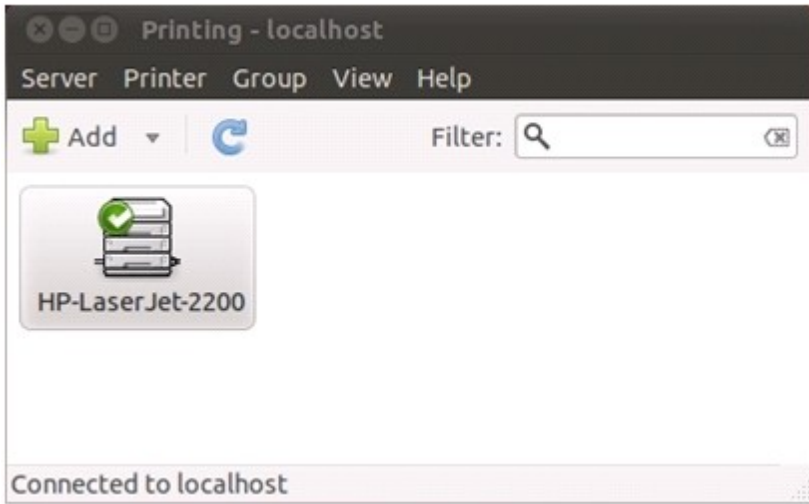 Printing - localhost
Server Printer Group View Help
Add Filter:
HP-LaserJet-2200
Connected to localhost